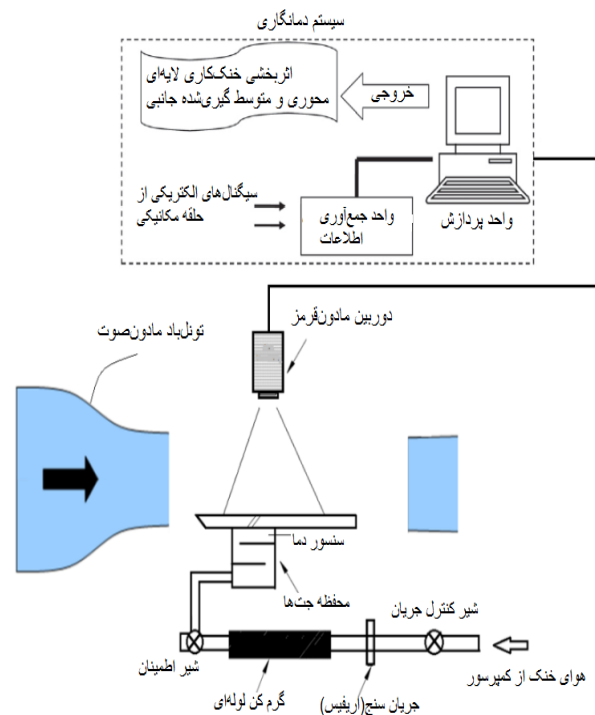 سیستم دمانگاری
اثربخشی خنک‌کاری لایه‌ای
محوری و متوسط گیری‌شده جانبی
خروجی
سیگنال‌های الکتریکی از
حلقه مکانیکی
واحد جمع‌آوری
اطلاعات
واحد پردازش
دوربین مادون‌قرمز
تونل‌باد مادون‌صوت
سنسور دما
محفظه جت‌ها
شیر کنترل جریان
شیر اطمینان
هوای خنک از کمپرسور
گرم کن لوله‌ای
جریان سنج(اریفیس)